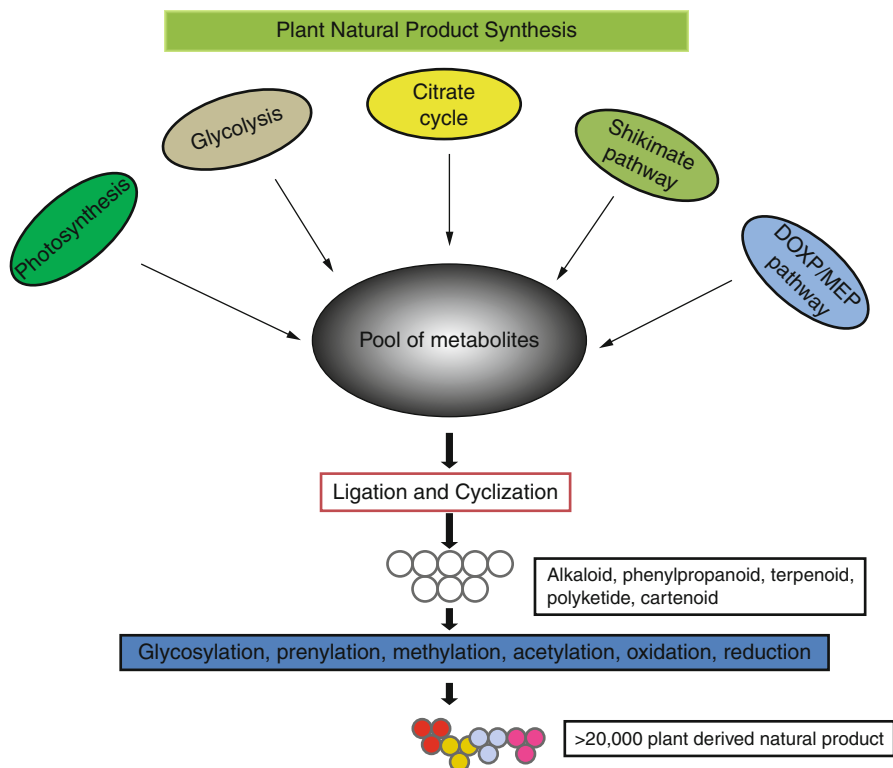 Plant Natural Product Synthesis
Photosynthesis
Glycolysis
Citrate
cycle
Shikimate
pathway
DOXP/MEP
pathway
Pool of metabolites
Ligation and Cyclization
Alkaloid, phenylpropanoid, terpenoid,
polyketide, cartenoid
Glycosylation, prenylation, methylation, acetylation, oxidation, reduction
>20,000 plant derived natural product